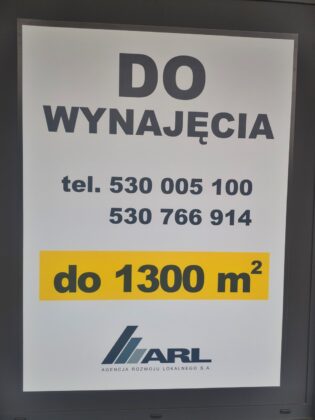 DO
WYNAJĘCIA
tel. 530 005 100
530 766 914
do 1300 m²
ARL
AGENCJA ROZWOJU LOKALNEGO S.A.